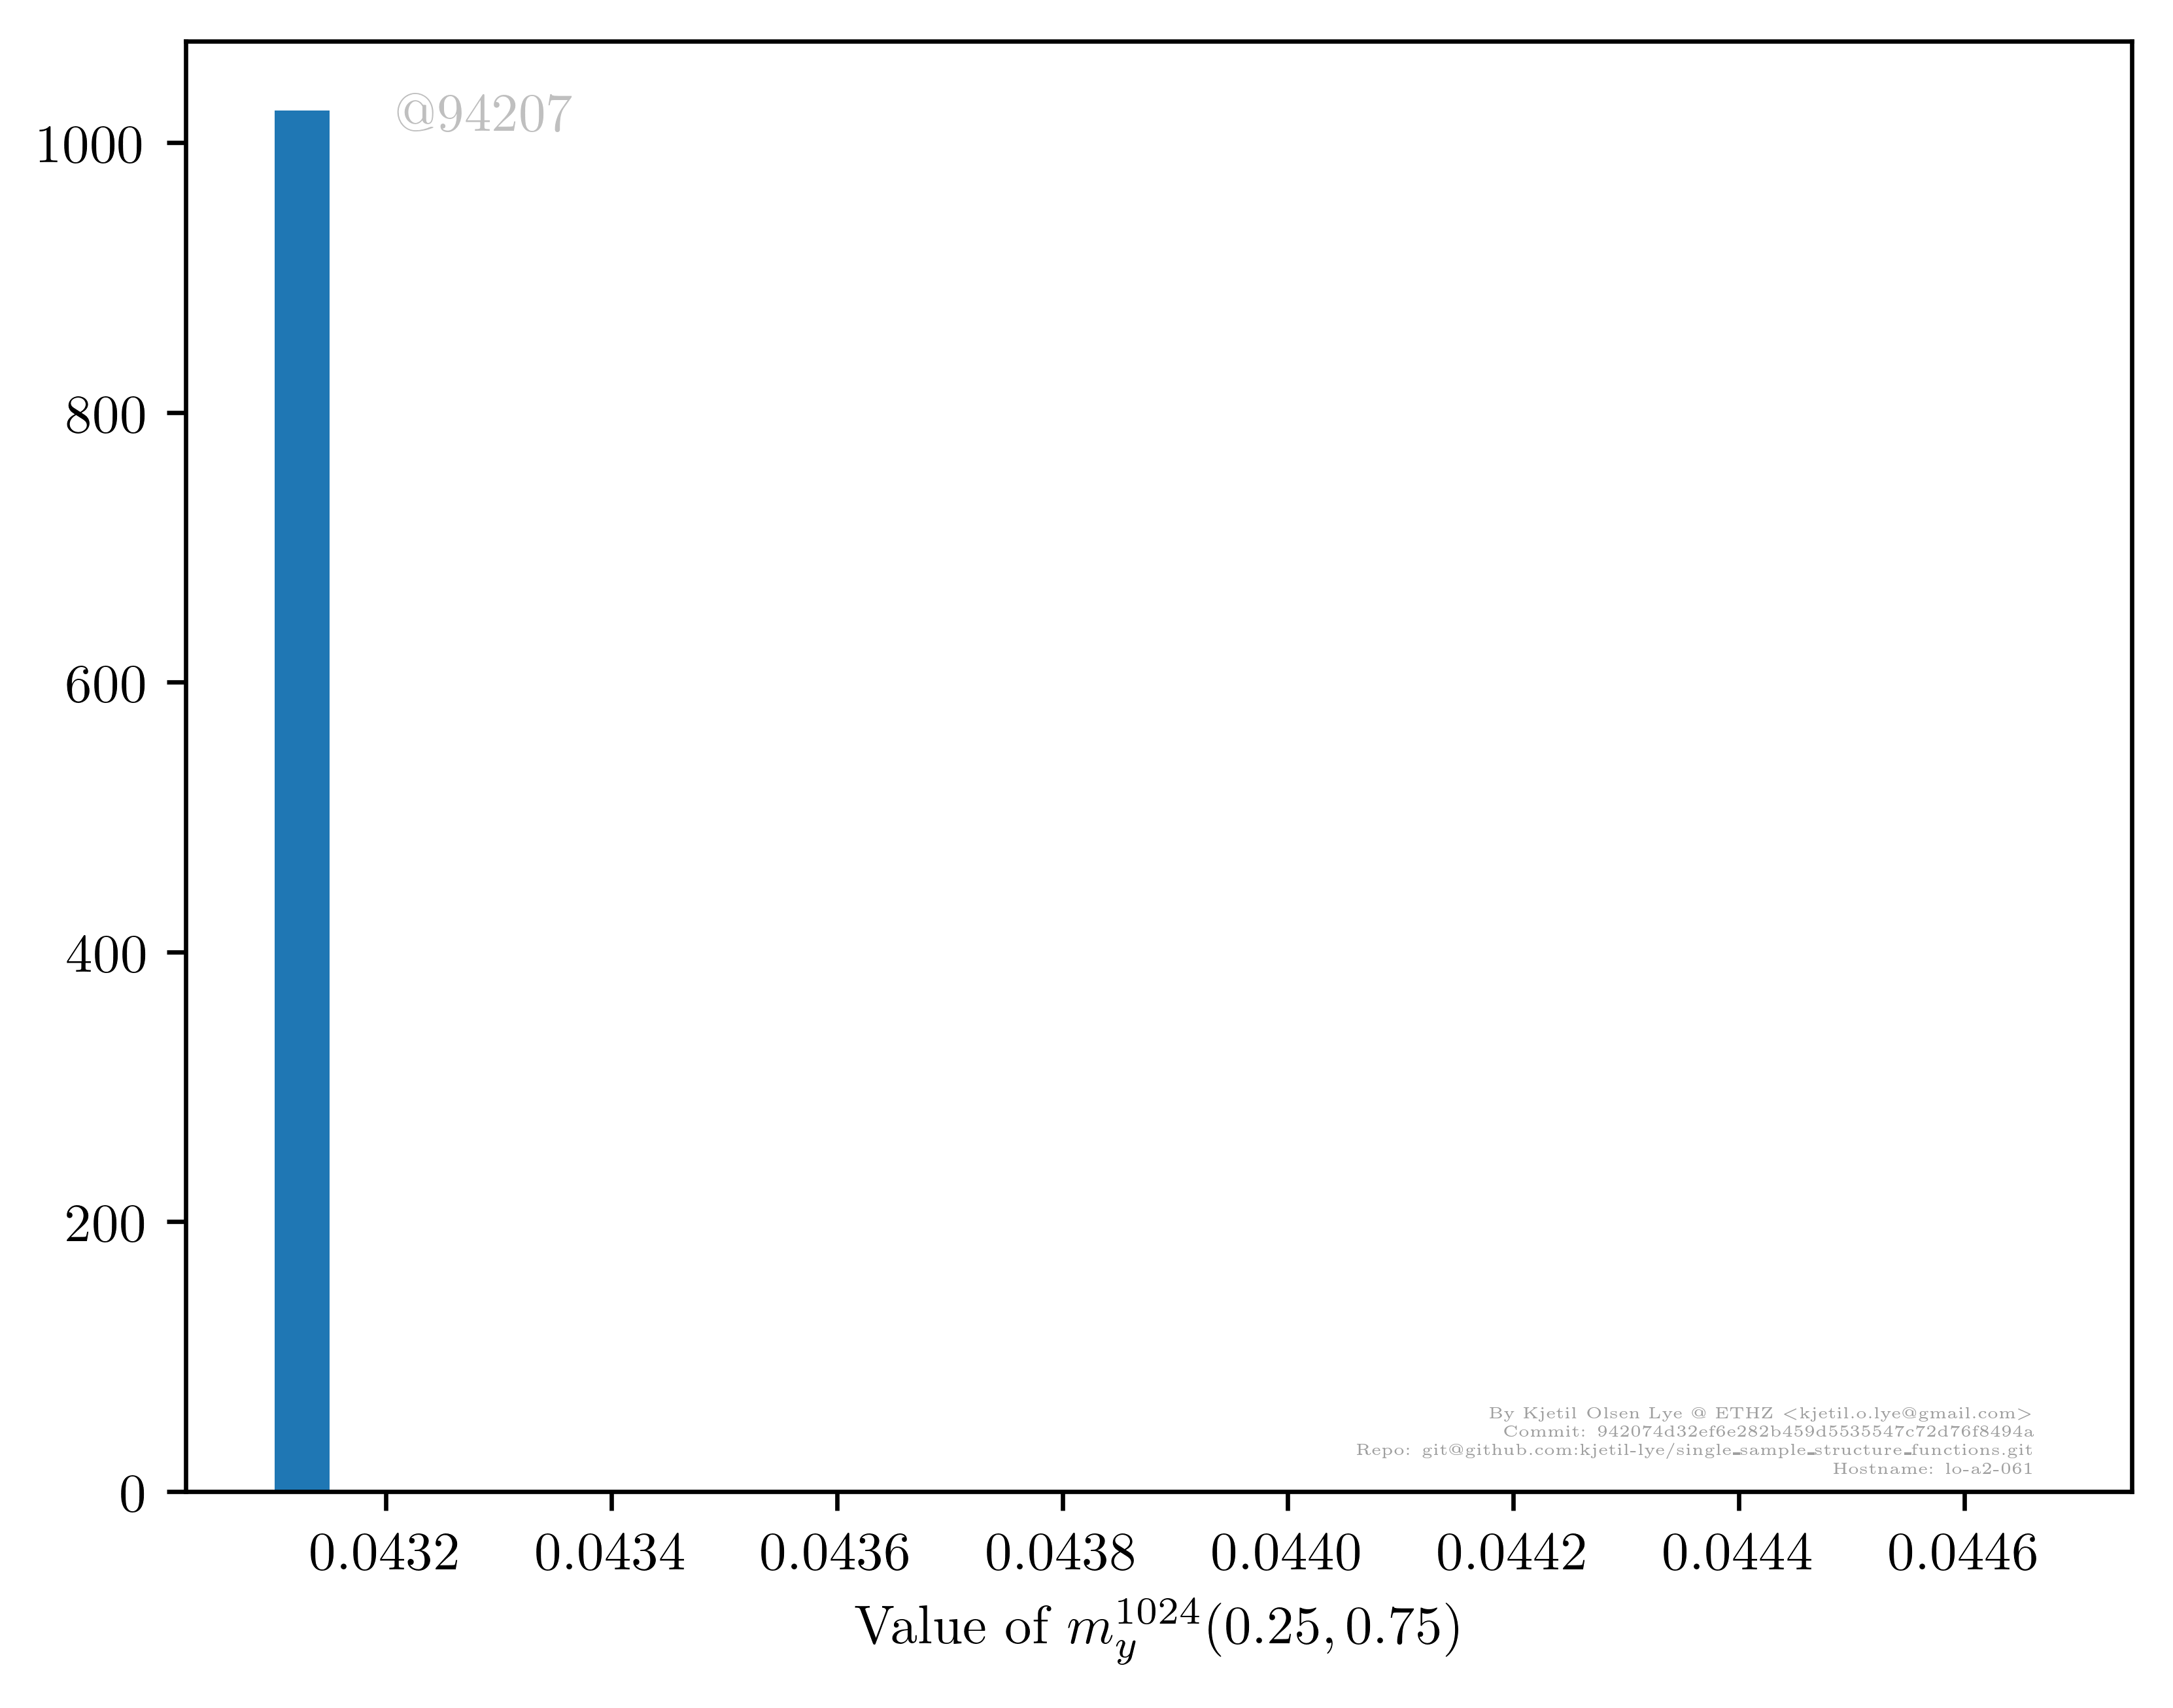 @94207
1000
800
600
400
200
0
By Kjetil Olsen Lye @ ETHZ <kjetil.o.lye@gmail.com>
Commit: 942074d32ef6e282b459d5535547c72d76f8494a
Repo: git@github.com:kjetil-lye/single_sample_structure_functions.git
Hostname: lo-a2-061
0.0432 0.0434 0.0436 0.0438 0.0440 0.0442 0.0444 0.0446
Value of $m_y^{1024}(0.25, 0.75)$